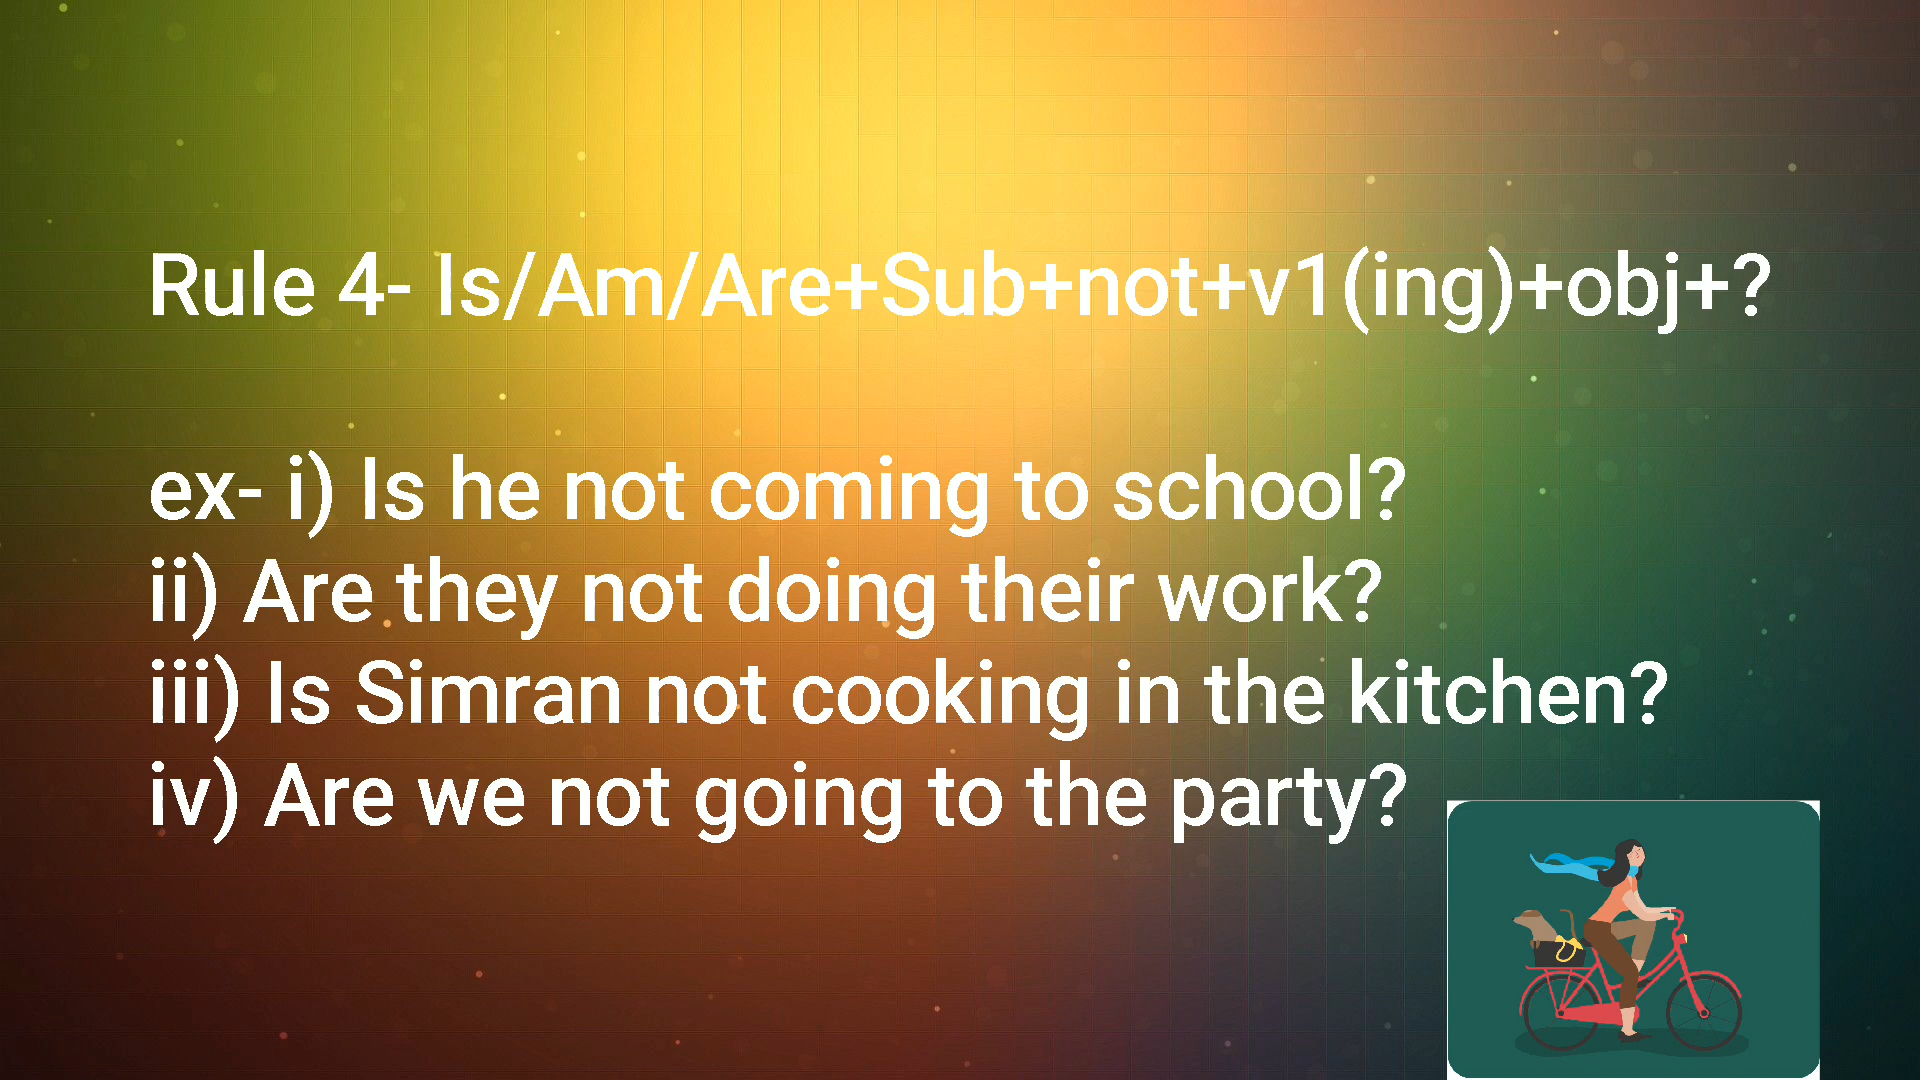 Rule 4- Is/Am/Are+Sub+not+v1(ing)+obj+?
ex- i) Is he not coming to school?
ii) Are they not doing their work?
iii) Is Simran not cooking in the kitchen?
iv) Are we not going to the party?